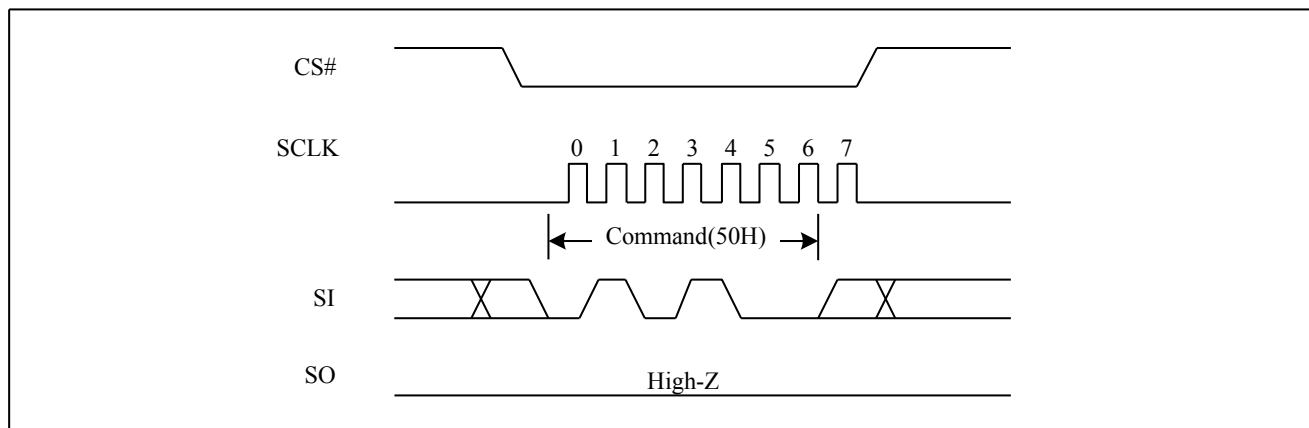 CS#
SCLK
0 1 2 3 4 5 6 7
Command(50H)
SI
SO
High-Z